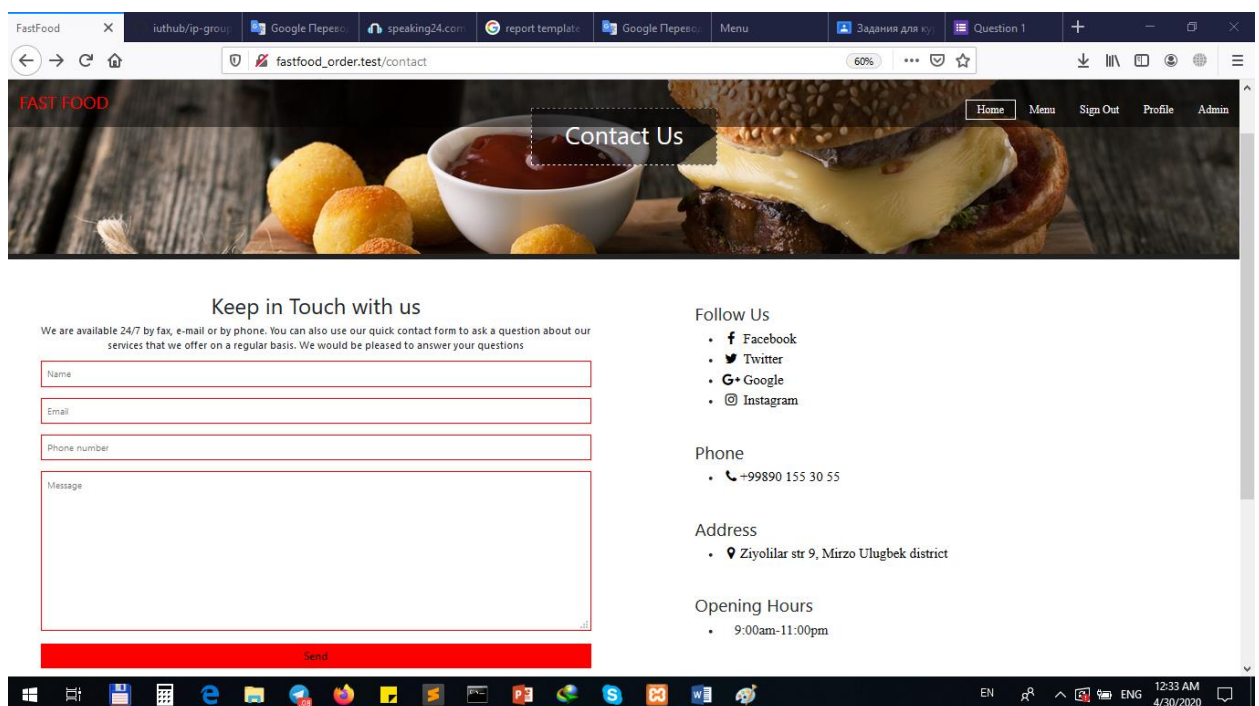 FastFood
iuthub/ip-group
Google Перево
speaking24.com
report template
Google Перево
Menu
Задания для ку
Question 1
fastfood_order.test/contact
60%
FAST FOOD
Home
Menu
Sign Out
Profile
Admin
Contact Us
Keep in Touch with us
We are available 24/7 by fax, e-mail or by phone. You can also use our quick contact form to ask a question about our
services that we offer on a regular basis. We would be pleased to answer your questions
Name
Email
Phone number
Message
Send
Follow Us
Facebook
Twitter
G+ Google
Instagram
Phone
+99890 155 30 55
Address
Ziyolilar str 9, Mirzo Ulugbek district
Opening Hours
9:00am-11:00pm
EN
ENG
12:33 AM
4/30/2020